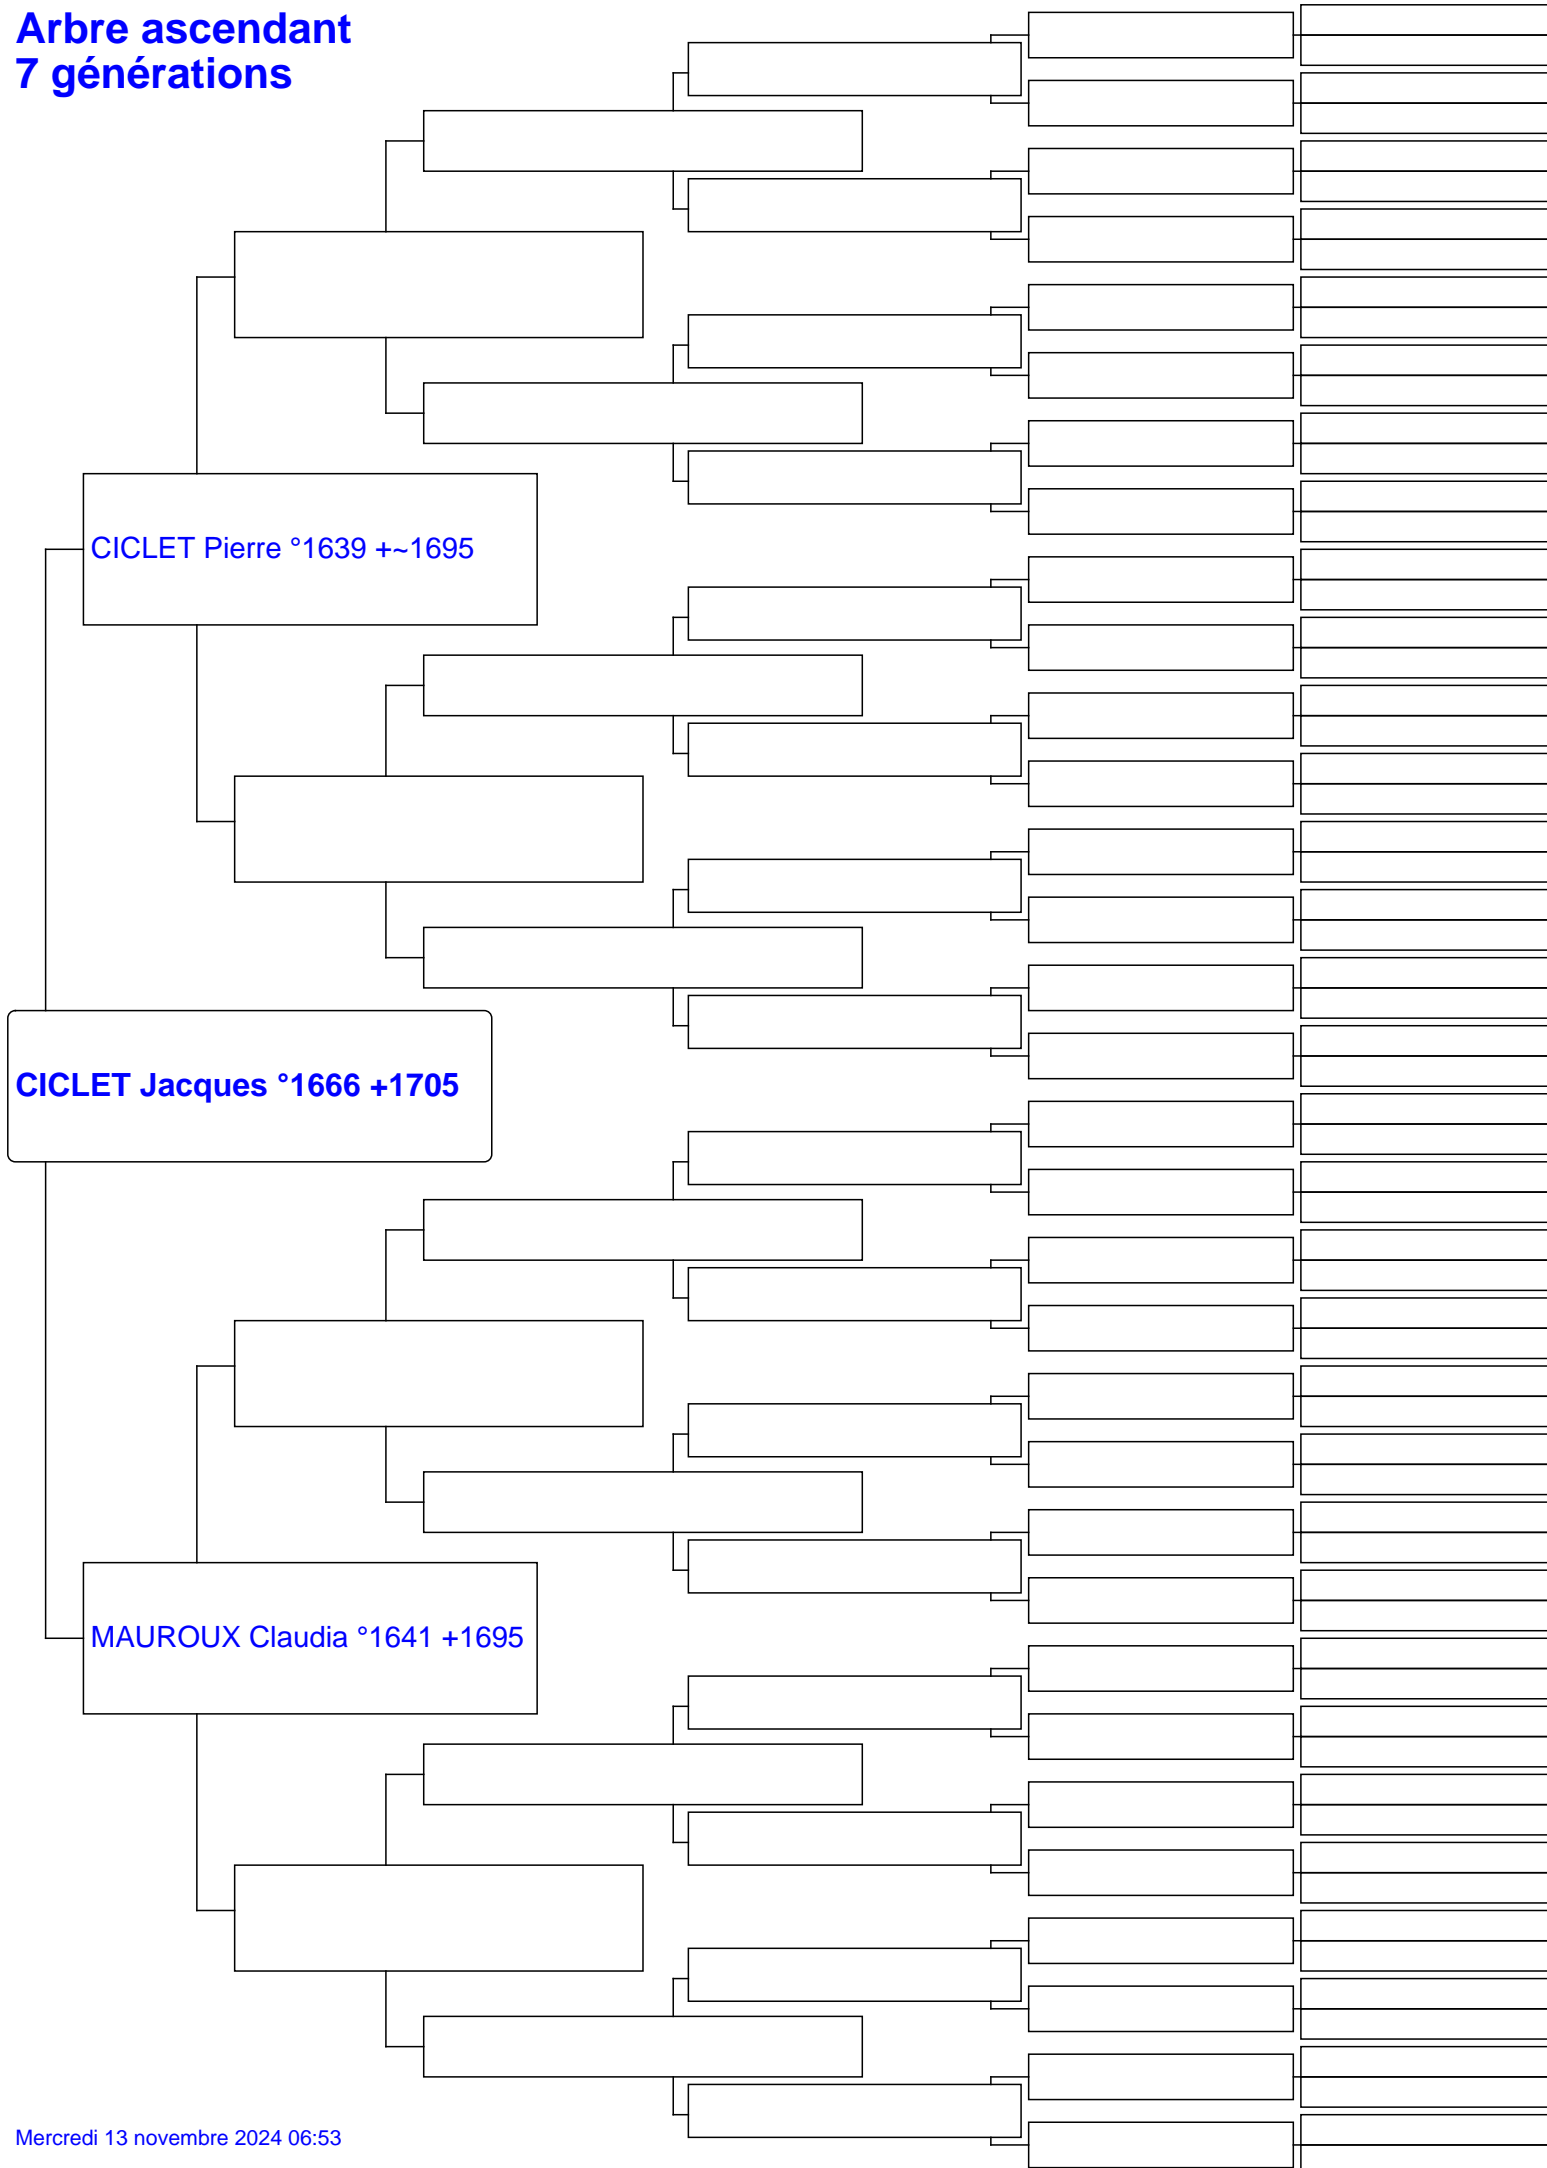 Arbre ascendant
7 générations
CICLET Pierre °1639 +~1695
CICLET Jacques °1666 +1705
MAUROUX Claudia °1641 +1695
Mercredi 13 novembre 2024 06:53